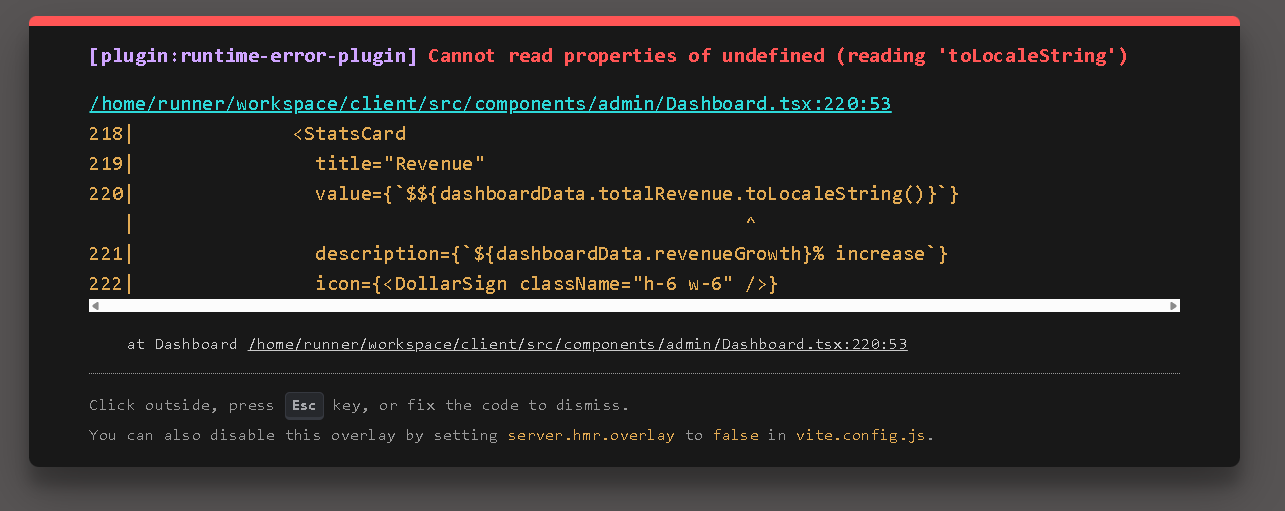 [plugin:runtime-error-plugin] Cannot read properties of undefined (reading 'toLocaleString')
/home/runner/workspace/client/src/components/admin/Dashboard.tsx:220:53
218|              <StatsCard
219|                title="Revenue"
220|                value={`$${dashboardData.totalRevenue.toLocaleString()}`}
   |                                                      ^
221|                description={`${dashboardData.revenueGrowth}% increase`}
222|                icon={<DollarSign className="h-6 w-6" />}
at Dashboard /home/runner/workspace/client/src/components/admin/Dashboard.tsx:220:53
Click outside, press Esc key, or fix the code to dismiss.
You can also disable this overlay by setting server.hmr.overlay to false in vite.config.js.